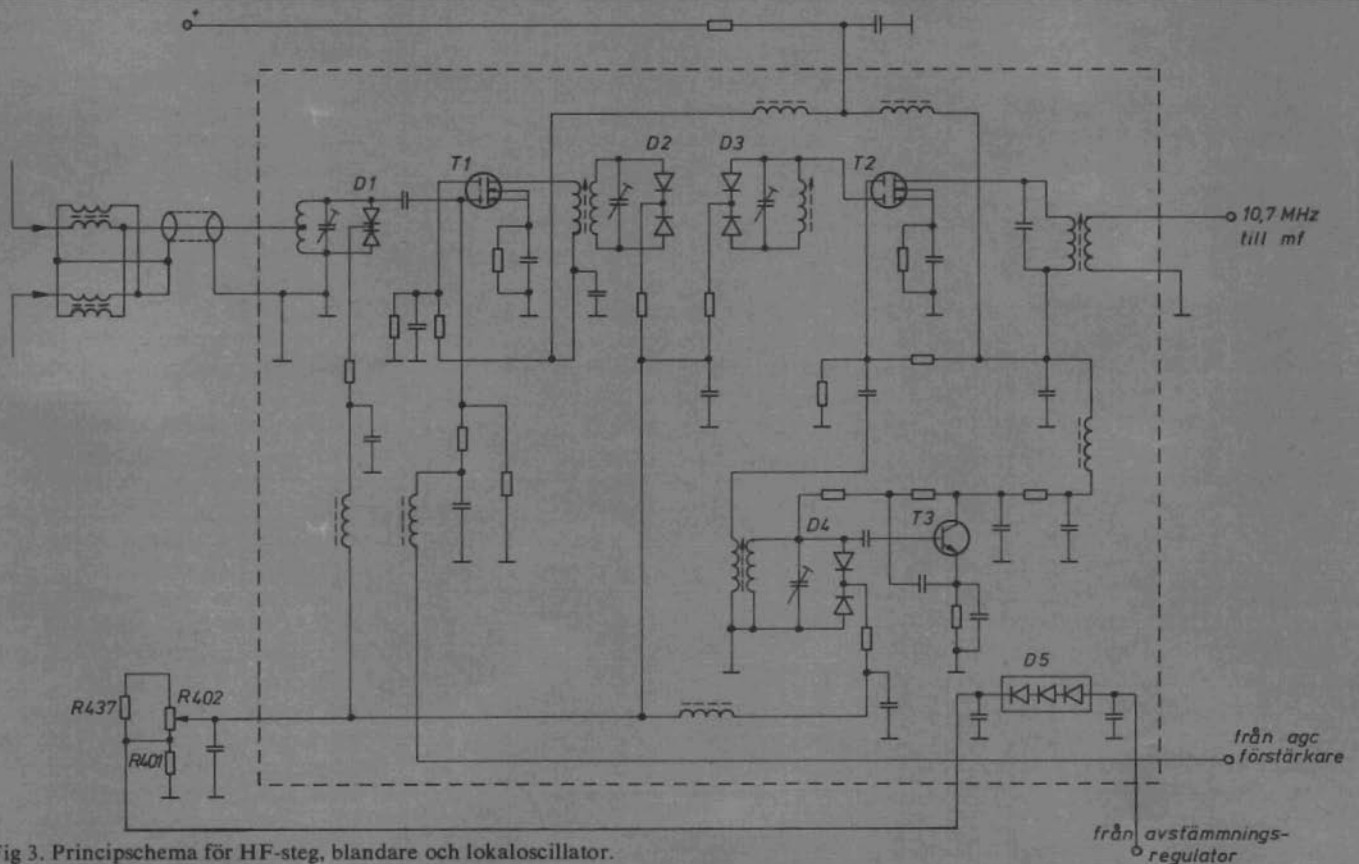 +
D1
T1
D2
D3
T2
10,7 MHz
till mf
D4
T3
D5
R437
R402
R401
från agc
förstärkare
från avstämmnings-
regulator
ig 3. Principschema för HF-steg, blandare och lokaloscillator.